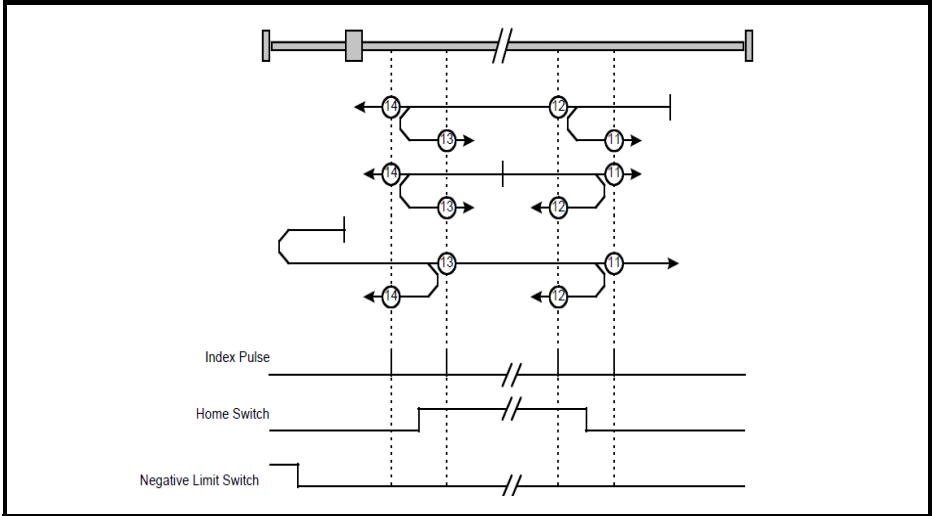 14 12
13 11
14 11
13 12
13 11
14 12
Index Pulse
Home Switch
Negative Limit Switch